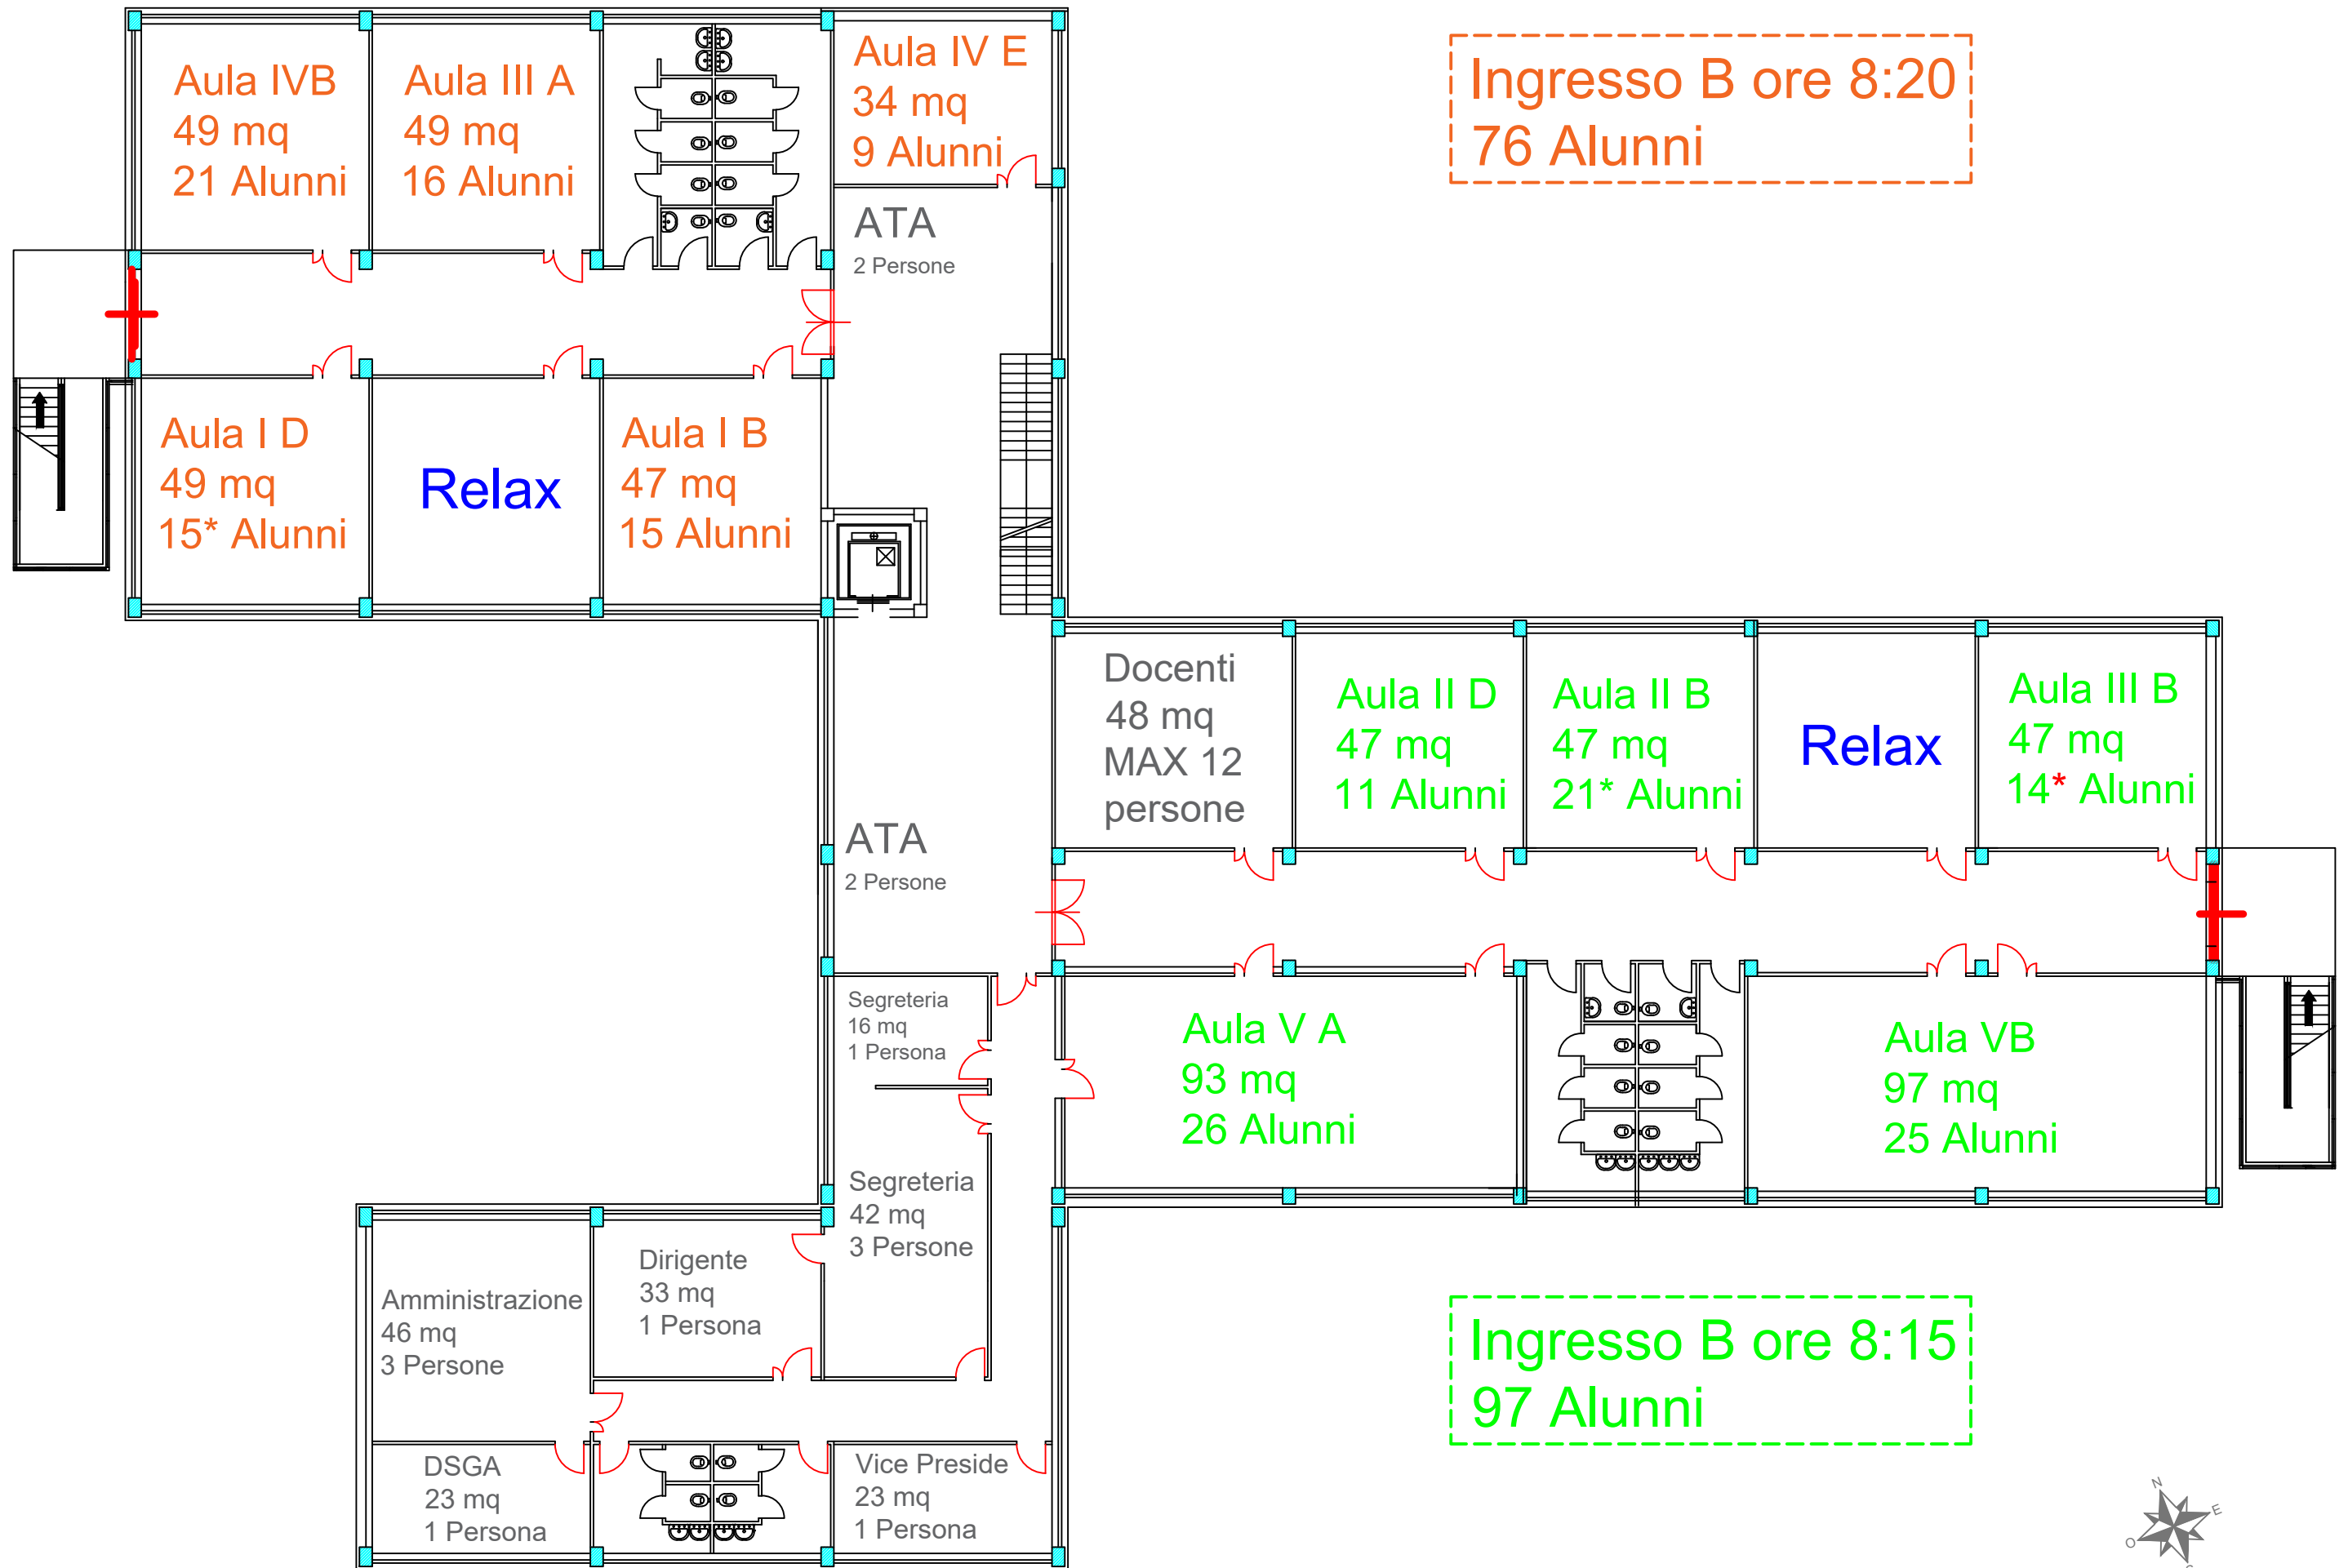 Aula IVB
49 mq
21 Alunni
Aula III A
49 mq
16 Alunni
Aula IV E
34 mq
9 Alunni
Ingresso B ore 8:20
76 Alunni
ATA
2 Persone
Aula I D
49 mq
15* Alunni
Relax
Aula I B
47 mq
15 Alunni
Docenti
48 mq
MAX 12
persone
Aula II D
47 mq
11 Alunni
Aula II B
47 mq
21* Alunni
Relax
Aula III B
47 mq
14* Alunni
ATA
2 Persone
Segreteria
16 mq
1 Persona
Aula V A
93 mq
26 Alunni
Aula VB
97 mq
25 Alunni
Segreteria
42 mq
3 Persone
Dirigente
33 mq
1 Persona
Amministrazione
46 mq
3 Persone
Ingresso B ore 8:15
97 Alunni
DSGA
23 mq
1 Persona
Vice Preside
23 mq
1 Persona
N
E
O